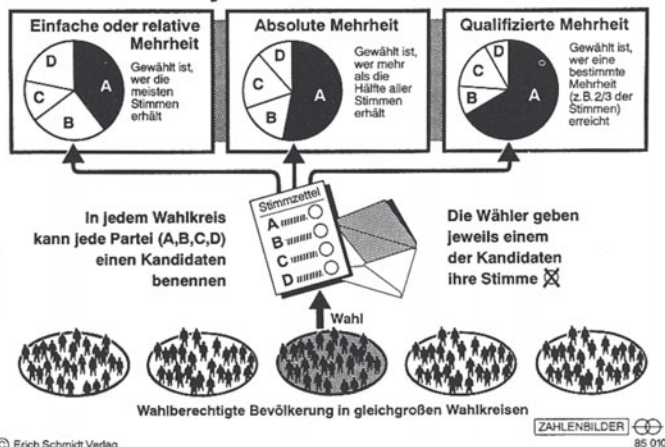 Einfache oder relative
Mehrheit
Gewählt ist,
wer die
meisten
Stimmen
erhält
D
C
B
A
Absolute Mehrheit
Gewählt ist,
wer mehr
als die
Hälfte aller
Stimmen
erhält
D
C
B
A
Qualifizierte Mehrheit
Gewählt ist,
wer eine
bestimmte
Mehrheit
(z.B. 2/3 der
Stimmen)
erreicht
D
C
B
A
In jedem Wahlkreis
kann jede Partei (A,B,C,D)
einen Kandidaten
benennen
Stimmzettel
A
B
C
D
Die Wähler geben
jeweils einem
der Kandidaten
ihre Stimme
Wahl
Wahlberechtigte Bevölkerung in gleichgroßen Wahlkreisen
ZAHLENBILDER
© Erich Schmidt Verlag
85 010